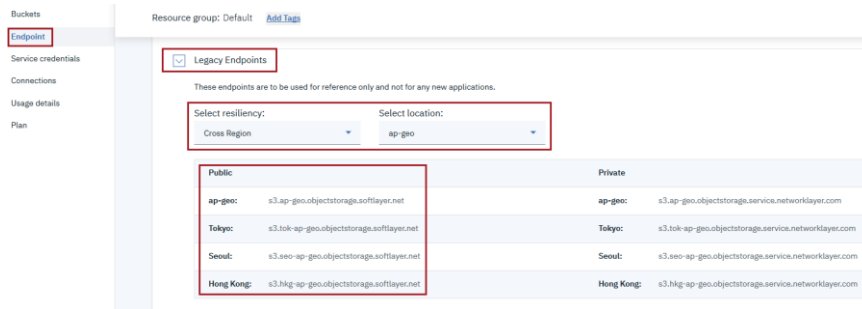 Buckets
Endpoint
Service credentials
Connections
Usage details
Plan
Resource group: Default Add Tags
Legacy Endpoints
These endpoints are to be used for reference only and not for any new applications.
Select resiliency: Select location:
Cross Region ap-geo
Public Private
ap-geo: s3.ap-geo.objectstorage.softlayer.net ap-geo: s3.ap-geo.objectstorage.service.networklayer.com
Tokyo: s3.tok-ap-geo.objectstorage.softlayer.net Tokyo: s3.tok-ap-geo.objectstorage.service.networklayer.com
Seoul: s3.seo-ap-geo.objectstorage.softlayer.net Seoul: s3.seo-ap-geo.objectstorage.service.networklayer.com
Hong Kong: s3.hkg-ap-geo.objectstorage.softlayer.net Hong Kong: s3.hkg-ap-geo.objectstorage.service.networklayer.com